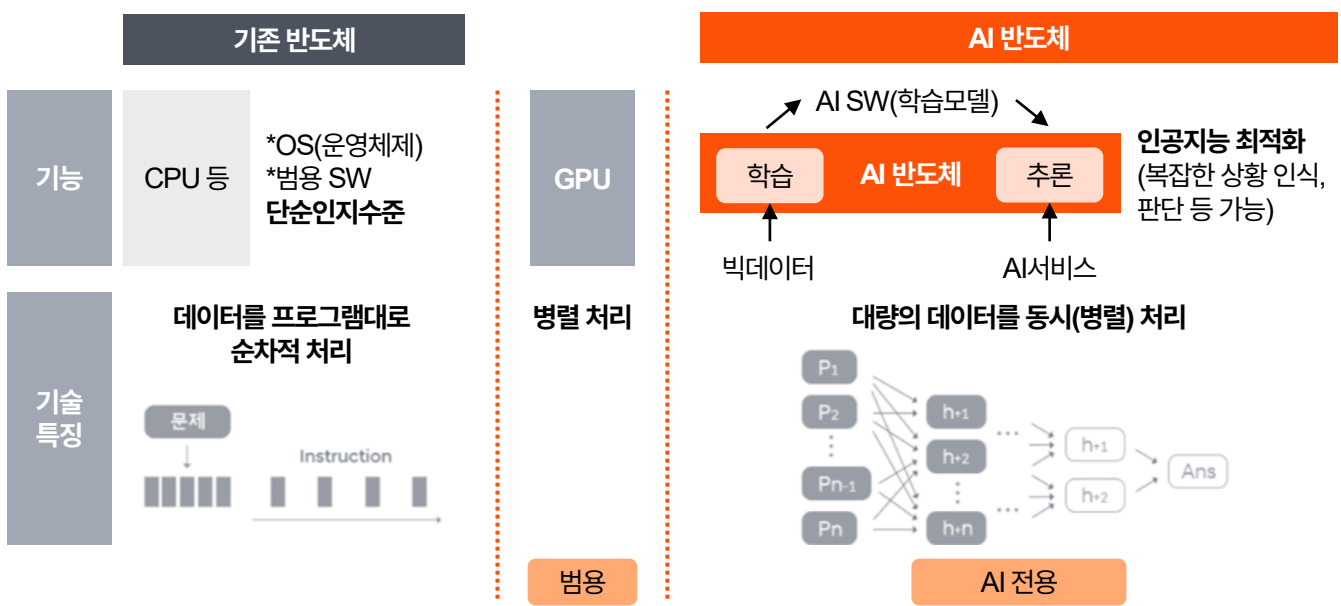 기존 반도체
AI 반도체
기능
CPU 등
*OS(운영체제)
*범용 SW
단순인지수준
GPU
AI SW(학습모델)
학습
AI 반도체
추론
빅데이터
AI서비스
인공지능 최적화
(복잡한 상황 인식,
판단 등 가능)
기술
특징
데이터를 프로그램대로
순차적 처리
문제
Instruction
병렬 처리
대량의 데이터를 동시(병렬) 처리
P1
P2
⋮
Pn-1
Pn
h+1
h+2
⋮
h+n
...
...
h+1
h+2
Ans
범용
AI 전용